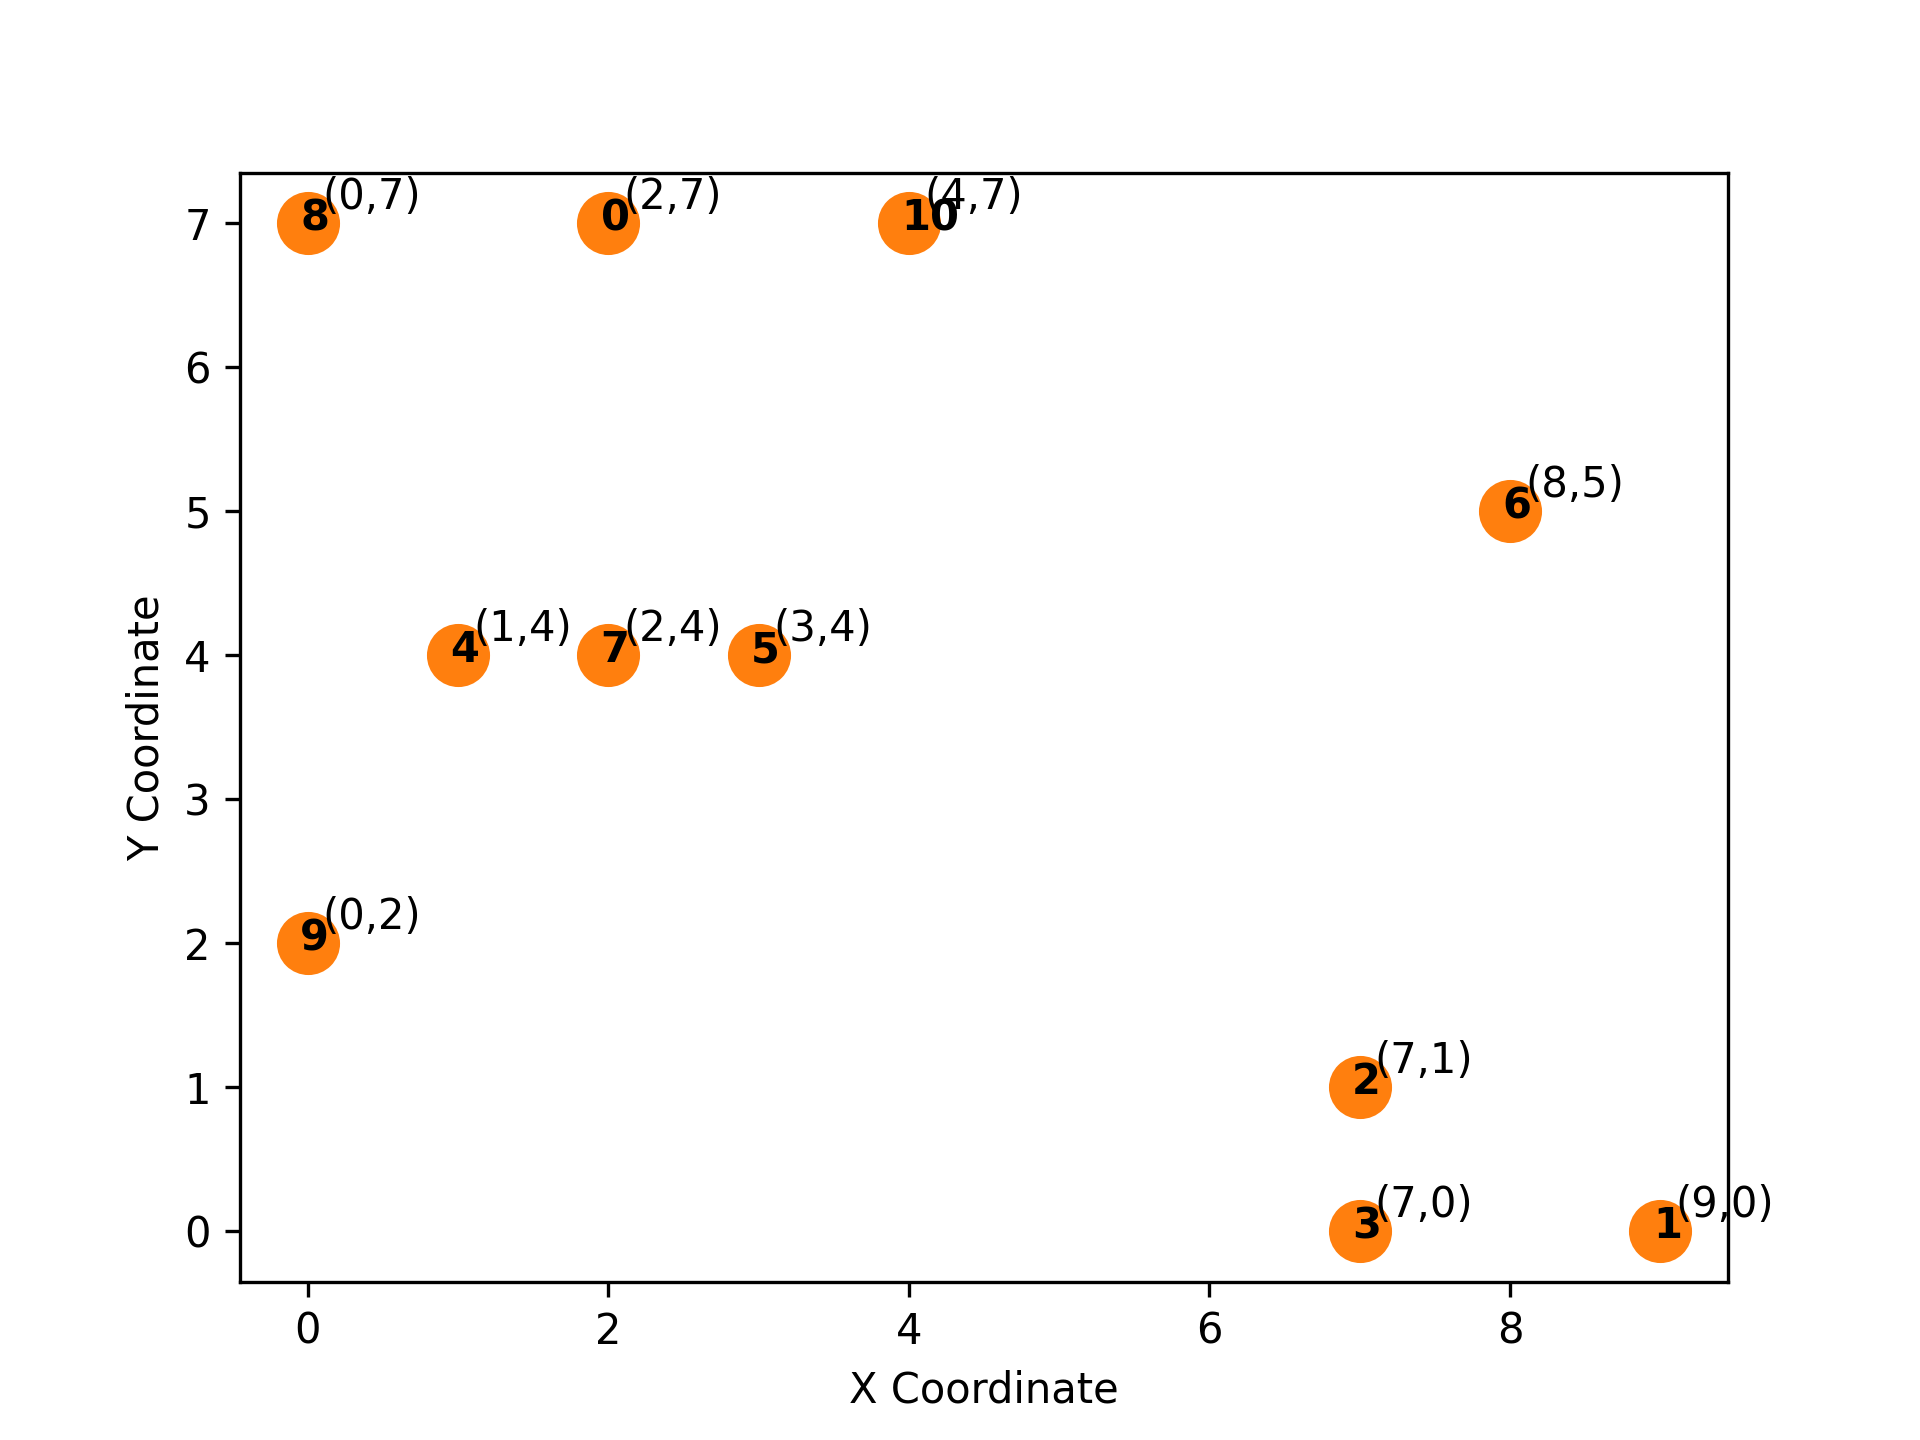 (0,7) (2,7) (4,7)
7 8 0 10
6
(8,5)
5 6
(1,4) (2,4) (3,4)
4 4 7 5
3
(0,2)
2 9
(7,1)
1 2
(7,0) (9,0)
0 3 1
0 2 4 6 8
X Coordinate
Y Coordinate